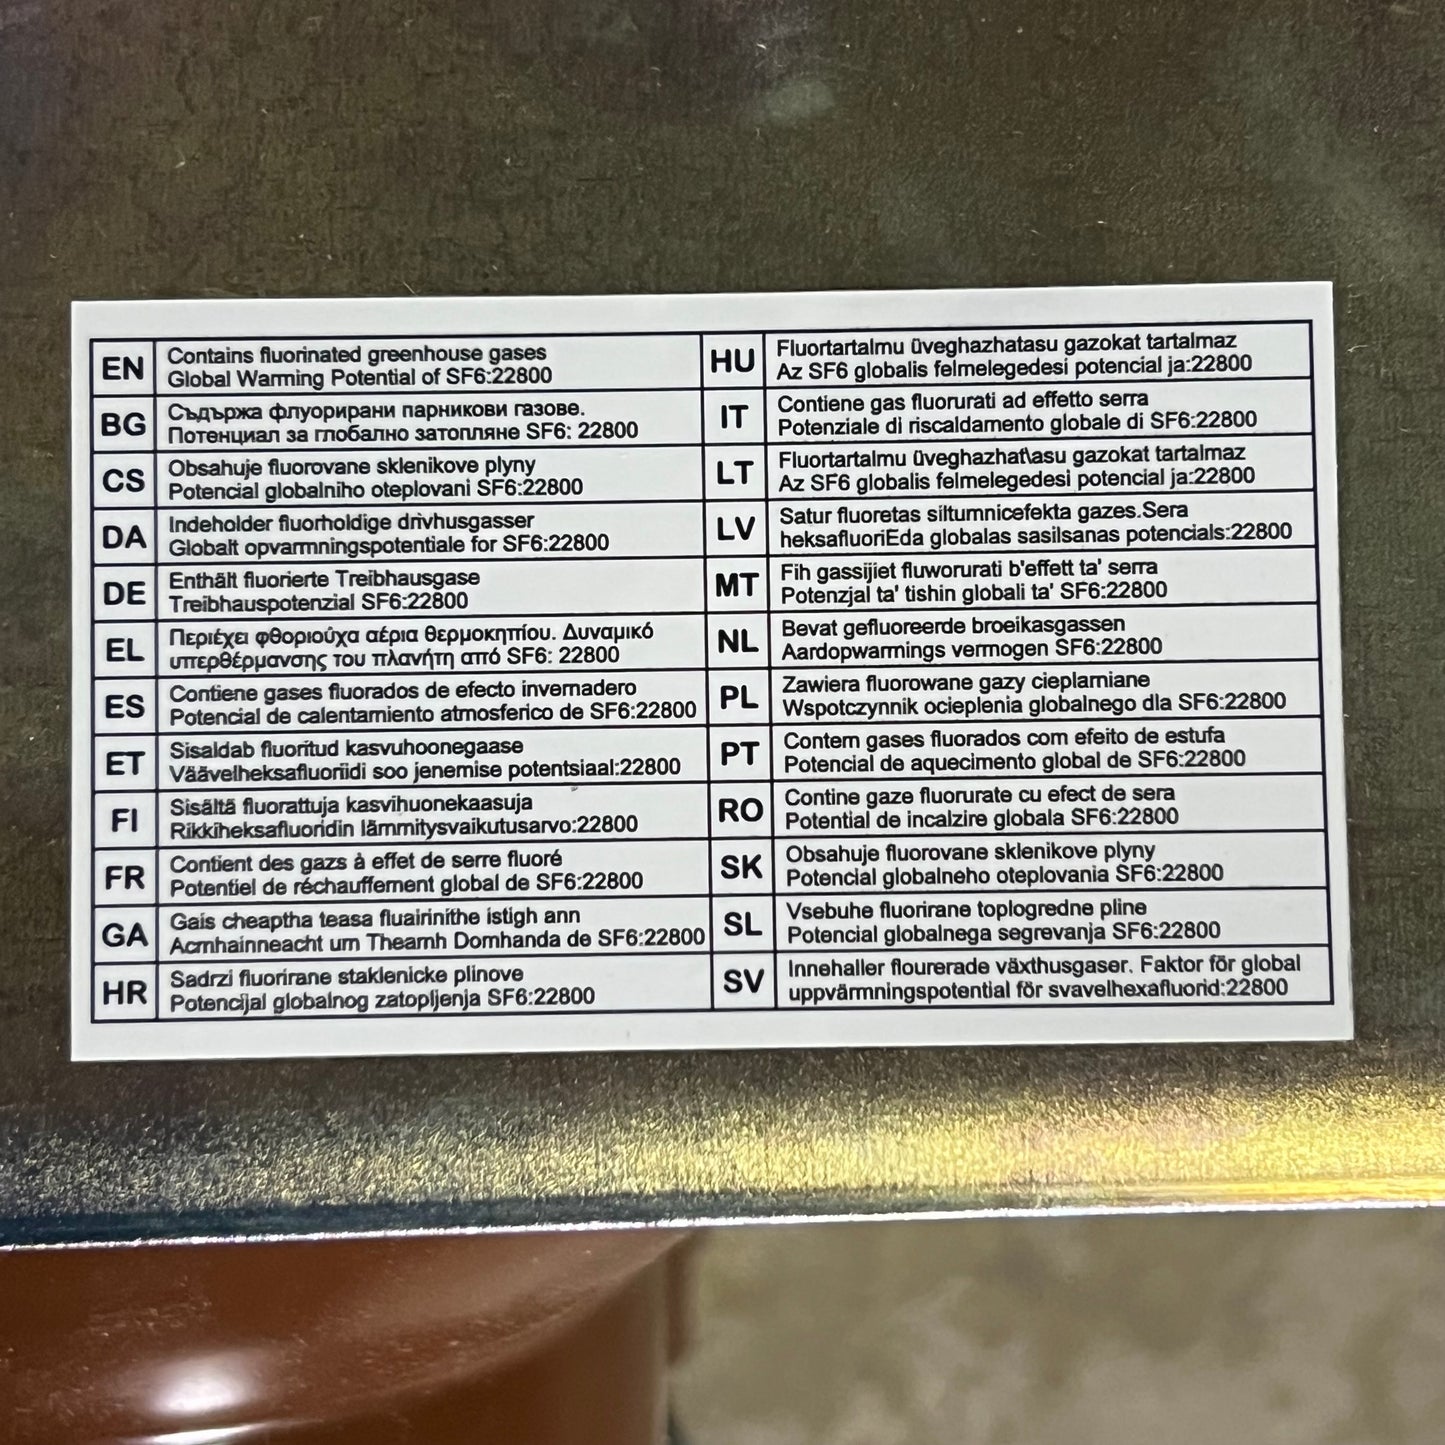 EN
Contains fluorinated greenhouse gases
Global Warming Potential of SF6:22800
BG
Съдържа флуорирани парникови газове.
Потенциал за глобално затопляне SF6: 22800
CS
Obsahuje fluorovane sklenikove plyny
Potencial globalniho oteplovani SF6:22800
DA
Indeholder fluorholdige drivhusgasser
Globalt opvarmningspotentiale for SF6:22800
DE
Enthält fluorierte Treibhausgase
Treibhauspotenzial SF6:22800
EL
Περιέχει φθοριούχα αέρια θερμοκηπίου. Δυναμικό
υπερθέρμανσης του πλανήτη από SF6: 22800
ES
Contiene gases fluorados de efecto invernadero
Potencial de calentamiento atmosferico de SF6:22800
ET
Sisaldab fluoritud kasvuhoonegaase
Väävelheksafluoriidi soo jenemise potentsiaal:22800
FI
Sisältä fluorattuja kasvihuonekaasuja
Rikkiheksafluoridin lämmitysvaikutusarvo:22800
FR
Contient des gazs à effet de serre fluoré
Potentiel de réchauffement global de SF6:22800
GA
Gais cheaptha teasa fluairinithe istigh ann
Acmhainneacht um Theamh Domhanda de SF6:22800
HR
Sadrzi fluorirane staklenicke plinove
Potencijal globalnog zatopljenja SF6:22800
HU
Fluortartalmu üveghazhatasu gazokat tartalmaz
Az SF6 globalis felmelegedesi potencial ja:22800
IT
Contiene gas fluorurati ad effetto serra
Potenziale di riscaldamento globale di SF6:22800
LT
Fluortartalmu üveghazhat\asu gazokat tartalmaz
Az SF6 globalis felmelegedesi potencial ja:22800
LV
Satur fluoretas siltumnicefekta gazes.Sera
heksafluoriEda globalas sasilsanas potencials:22800
MT
Fih gassijiet fluworurati b'effett ta' serra
Potenzjal ta' tishin globali ta' SF6:22800
NL
Bevat gefluoreerde broeikasgassen
Aardopwarmings vermogen SF6:22800
PL
Zawiera fluorowane gazy cieplarniane
Wspotczynnik ocieplenia globalnego dla SF6:22800
PT
Contem gases fluorados com efeito de estufa
Potencial de aquecimento global de SF6:22800
RO
Contine gaze fluorurate cu efect de sera
Potential de incalzire globala SF6:22800
SK
Obsahuje fluorovane sklenikove plyny
Potencial globalneho oteplovania SF6:22800
SL
Vsebuhe fluorirane toplogredne pline
Potencial globalnega segrevanja SF6:22800
SV
Innehaller flourerade växthusgaser. Faktor för global
uppvärmningspotential för svavelhexafluorid:22800